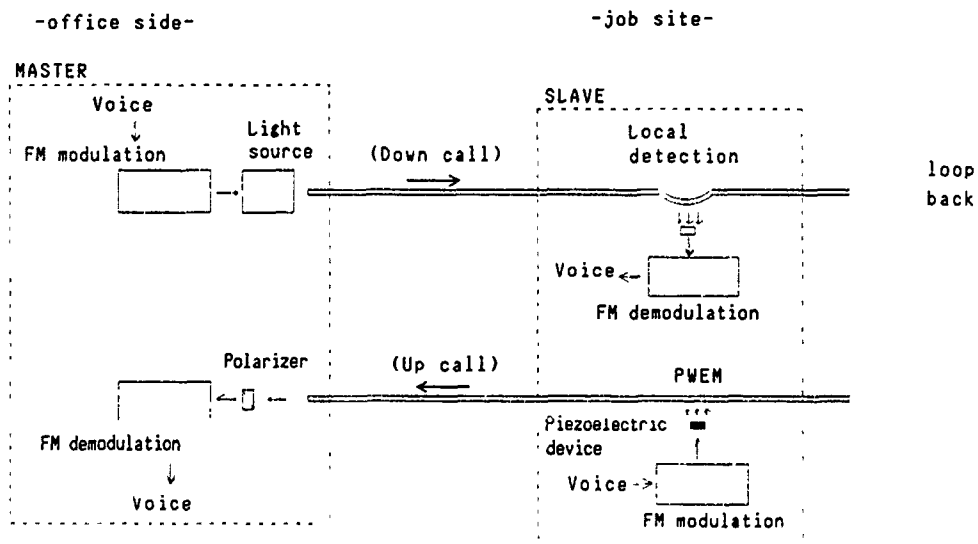 -office side-
-job site-
MASTER
Voice
FM modulation
Light
source
(Down call)
SLAVE
Local
detection
loop
back
Voice
FM demodulation
Polarizer
(Up call)
PWEM
FM demodulation
Voice
Piezoelectric
device
Voice
FM modulation